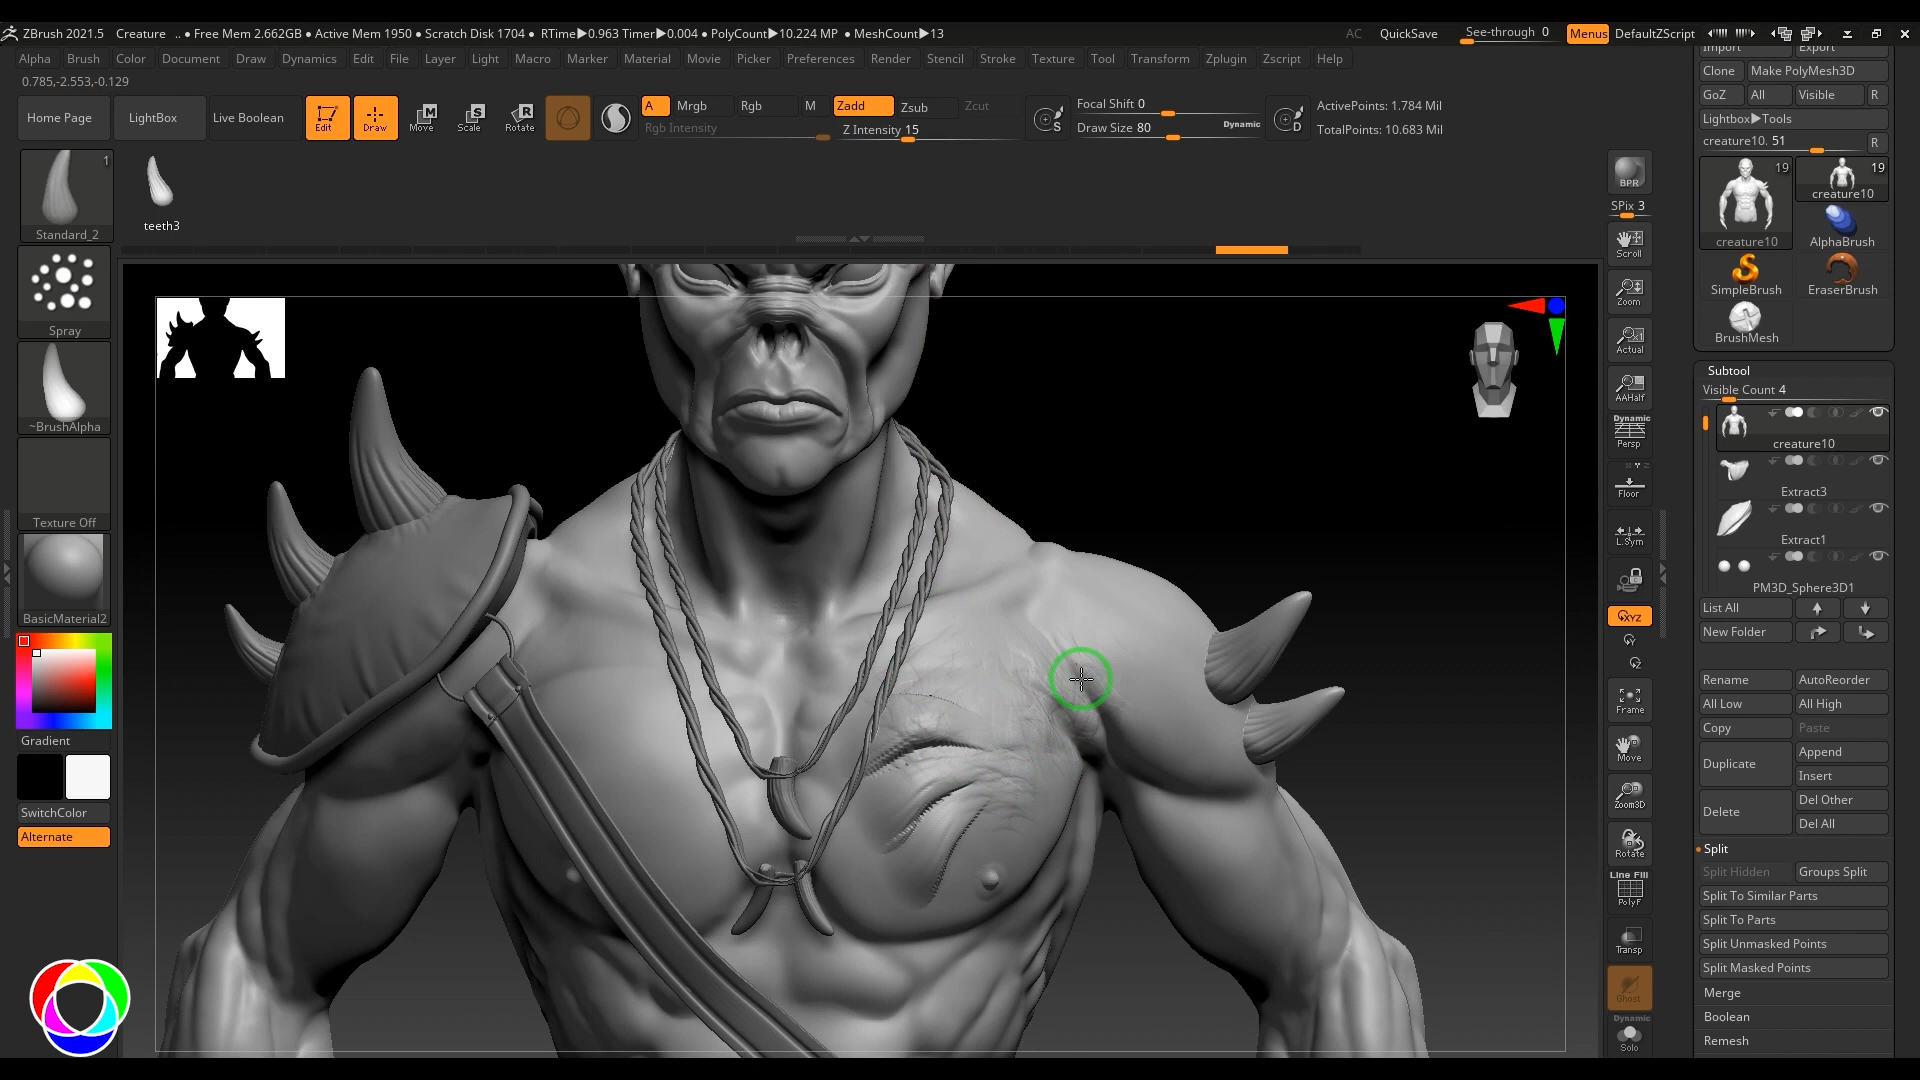 ZBrush 2021.5 Creature .. ● Free Mem 2.662GB ● Active Mem 1950 ● Scratch Disk 1704 ● RTime▶0.963 Timer▶0.004 ● PolyCount▶10.224 MP ● MeshCount▶13 AC QuickSave See-through 0 Menus DefaultZScript
Alpha Brush Color Document Draw Dynamics Edit File Layer Light Macro Marker Material Movie Picker Preferences Render Stencil Stroke Texture Tool Transform Zplugin Zscript Help
0.785,-2.553,-0.129
Home Page LightBox Live Boolean Edit Draw Move Scale Rotate
A Mrgb Rgb M Zadd Zsub Zcut
Rgb Intensity Z Intensity 15
S Focal Shift 0
Draw Size 80 Dynamic D
ActivePoints: 1.784 Mil
TotalPoints: 10.683 Mil
1
Standard_2
teeth3
Spray
~BrushAlpha
Texture Off
BasicMaterial2
Gradient
SwitchColor
Alternate
BPR
SPix 3
Scroll
Zoom
Actual
AAHalf
Dynamic
Persp
Floor
L.Sym
XYZ
Y
Z
Frame
Move
Zoom3D
Rotate
Line Fill
PolyF
Transp
Ghost
Dynamic
Solo
Import Export
Clone Make PolyMesh3D
GoZ All Visible R
Lightbox▶Tools
creature10. 51 R
19 19
creature10
creature10 AlphaBrush
SimpleBrush EraserBrush
BrushMesh
Subtool
Visible Count 4
creature10
Extract3
Extract1
PM3D_Sphere3D1
List All
New Folder
Rename AutoReorder
All Low All High
Copy Paste
Duplicate Append
Insert
Delete Del Other
Del All
Split
Split Hidden Groups Split
Split To Similar Parts
Split To Parts
Split Unmasked Points
Split Masked Points
Merge
Boolean
Remesh